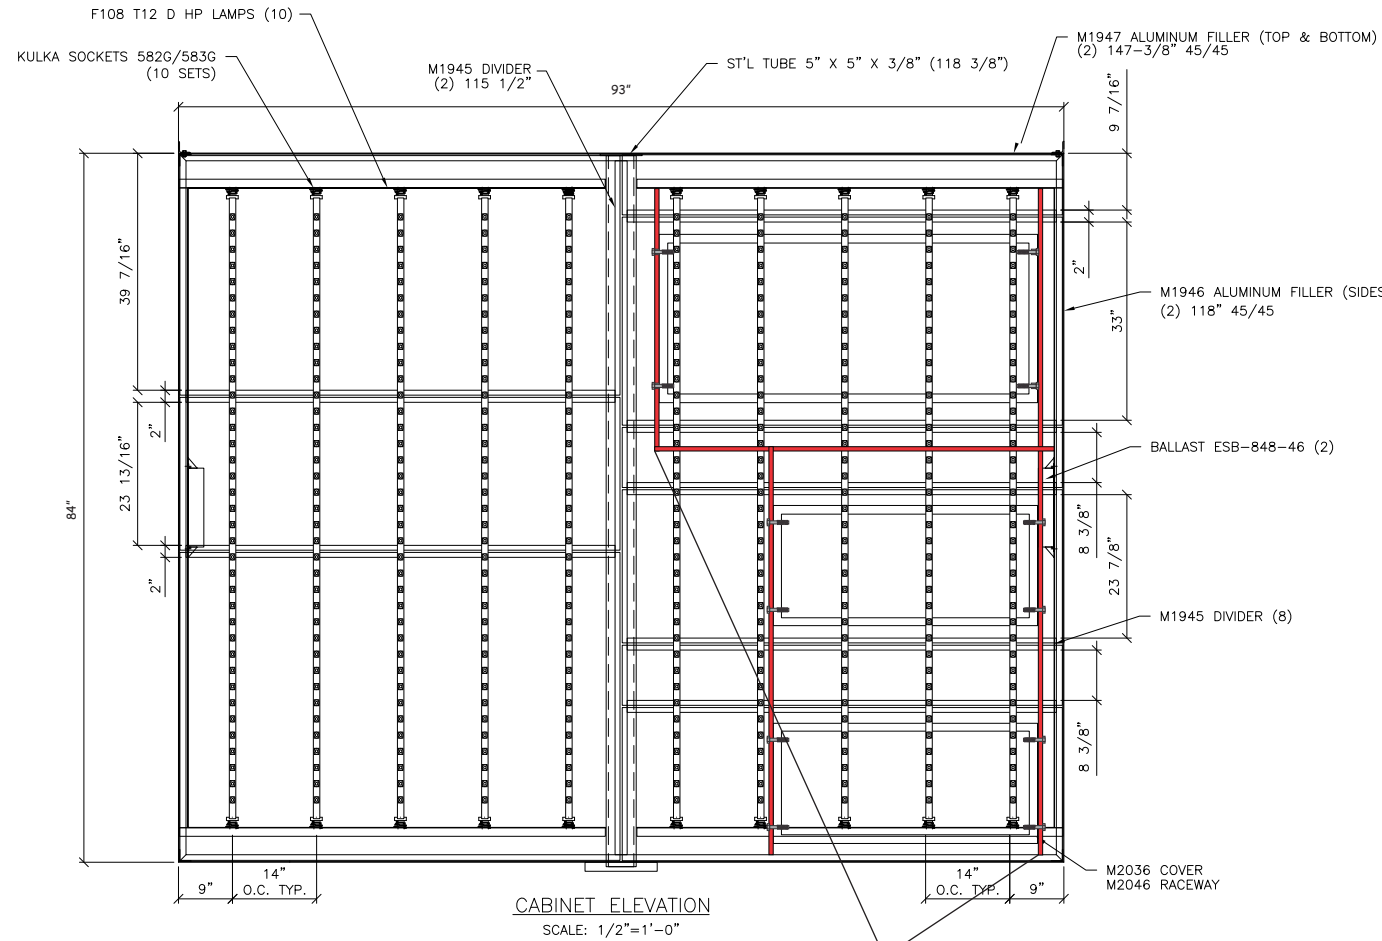 F108 T12 D HP LAMPS (10)
KULKA SOCKETS 582G/583G
(10 SETS)
M1945 DIVIDER
(2) 115 1/2”
ST'L TUBE 5” X 5” X 3/8” (118 3/8”)
M1947 ALUMINUM FILLER (TOP & BOTTOM)
(2) 147-3/8” 45/45
93"
9 7/16”
39 7/16”
2”
33”
M1946 ALUMINUM FILLER (SIDES
(2) 118” 45/45
2”
23 13/16”
2”
84"
BALLAST ESB-848-46 (2)
8 3/8”
23 7/8”
M1945 DIVIDER (8)
8 3/8”
M2036 COVER
M2046 RACEWAY
9”
14”
O.C. TYP.
14”
O.C. TYP.
9”
CABINET ELEVATION
SCALE: 1/2”=1'-0”